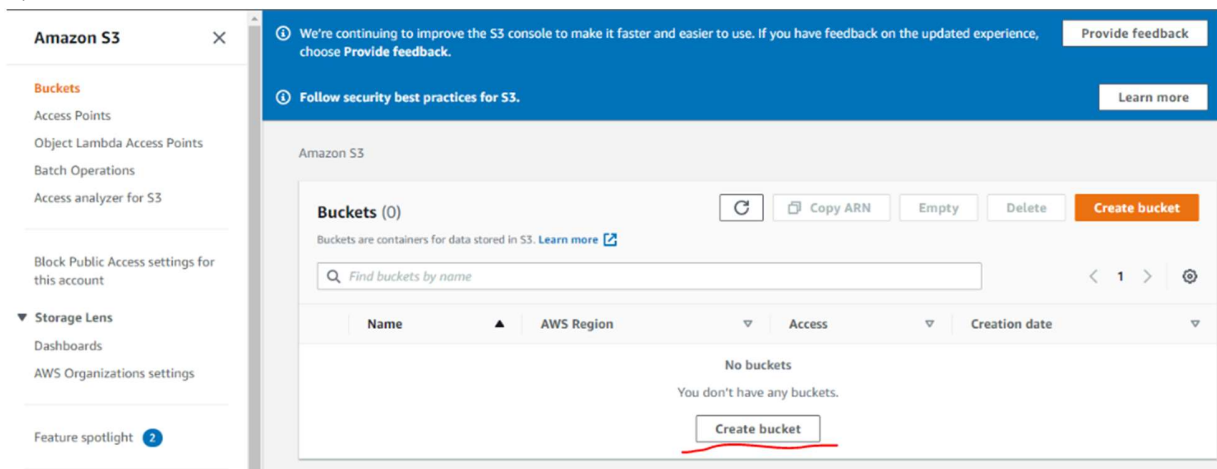 Amazon S3
Buckets
Access Points
Object Lambda Access Points
Batch Operations
Access analyzer for S3
Block Public Access settings for
this account
Storage Lens
Dashboards
AWS Organizations settings
Feature spotlight 2
We're continuing to improve the S3 console to make it faster and easier to use. If you have feedback on the updated experience,
choose Provide feedback.
Provide feedback
Follow security best practices for S3.
Learn more
Amazon S3
Buckets (0)
Copy ARN
Empty
Delete
Create bucket
Buckets are containers for data stored in S3. Learn more
Find buckets by name
1
Name AWS Region Access Creation date
No buckets
You don't have any buckets.
Create bucket